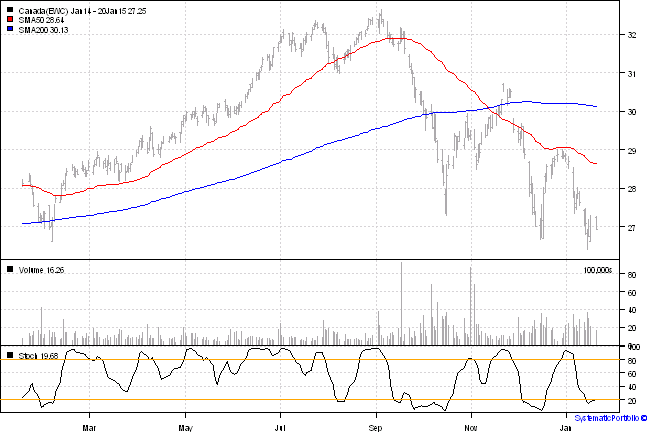 Canada(EWC) Jan14 - 20Jan15 27.25
SMA50 28.64
SMA200 30.13
32
31
30
29
28
27
Volume 16.26
100,000s
80
60
40
20
0
Stoch 19.68
100
80
60
40
20
Mar May Jul Sep Nov Jan
SystematicPortfolio ©